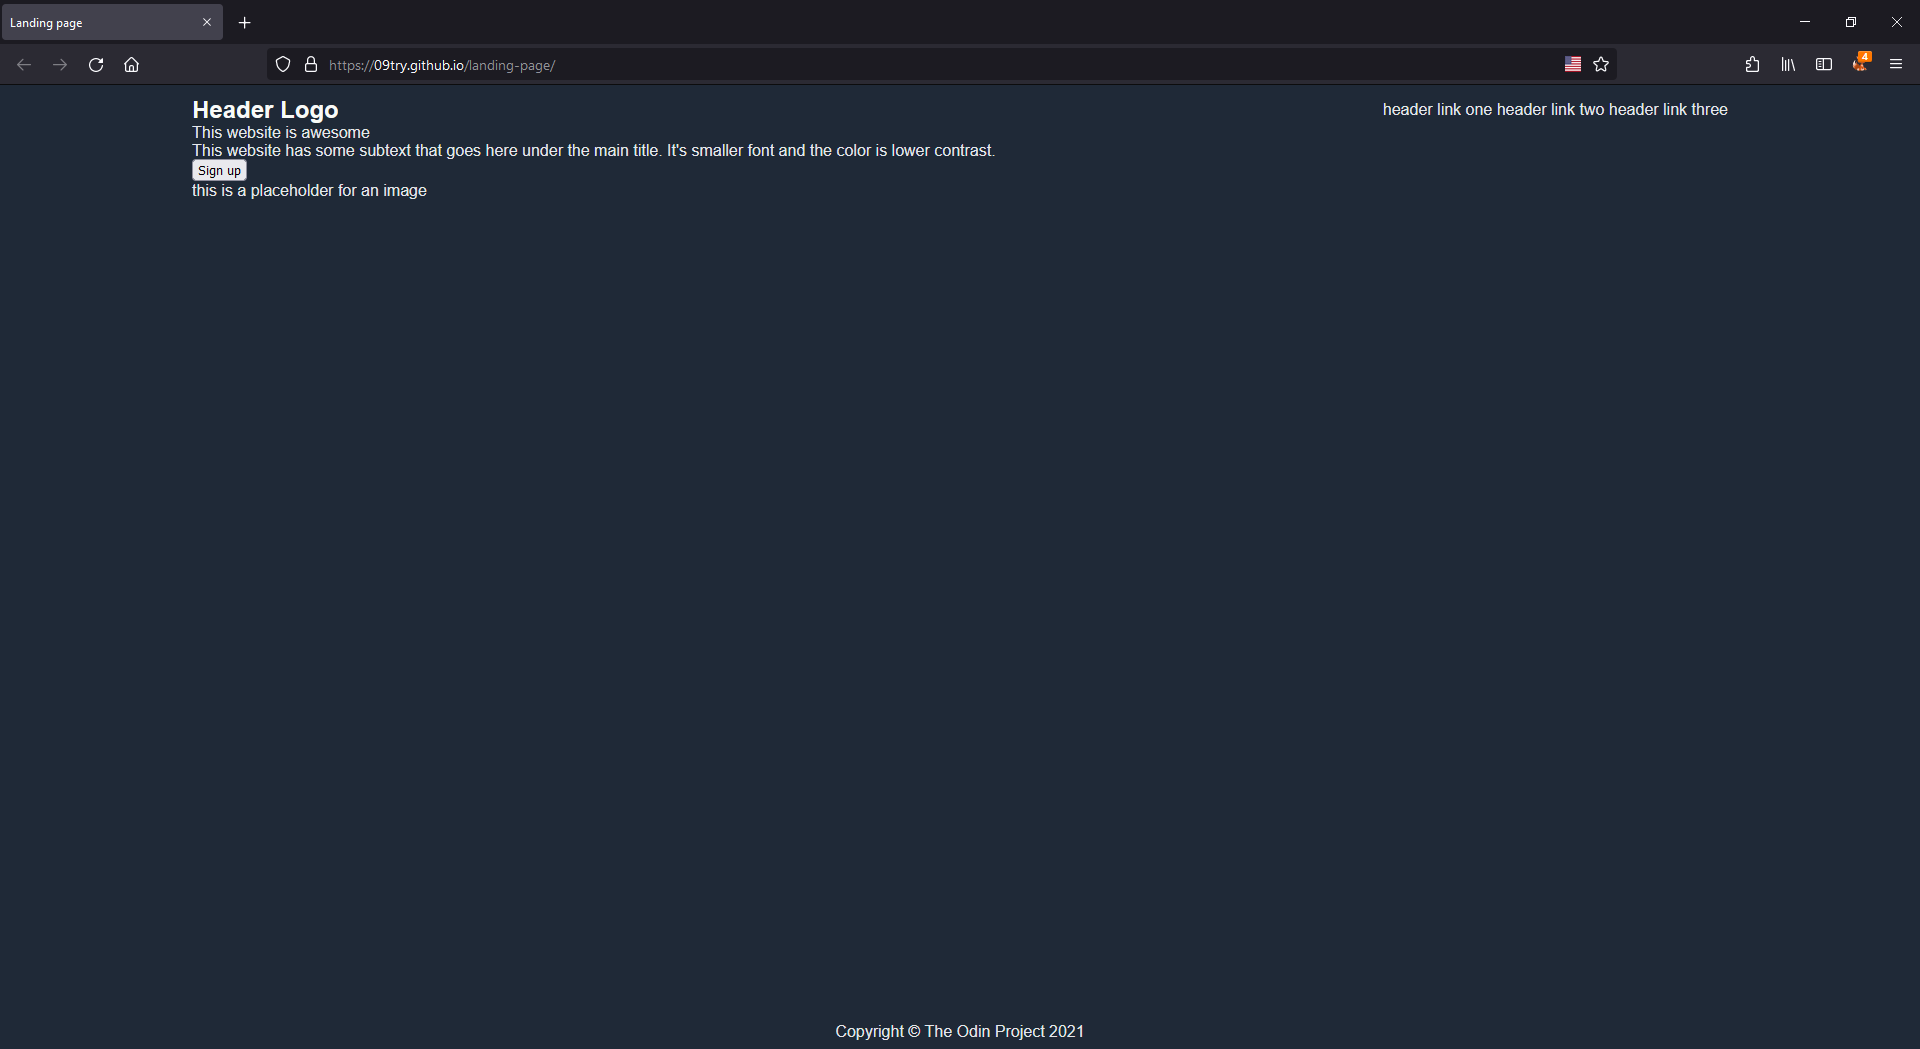 Landing page
https://09try.github.io/landing-page/
4
Header Logo
header link one header link two header link three
This website is awesome
This website has some subtext that goes here under the main title. It's smaller font and the color is lower contrast.
Sign up
this is a placeholder for an image
Copyright © The Odin Project 2021